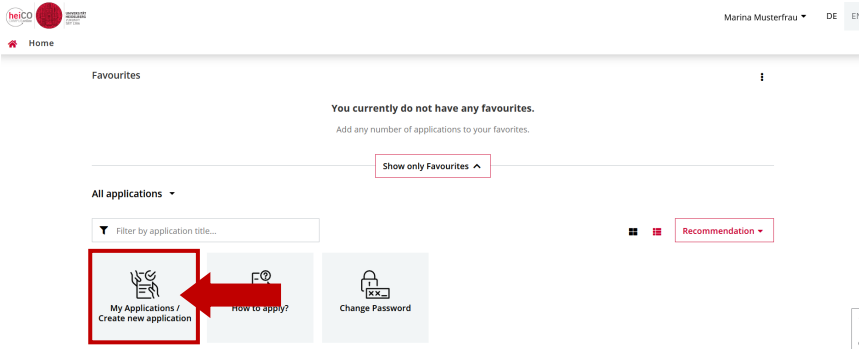 heiCO
UNIVERSITÄT
HEIDELBERG
Marina Musterfrau
DE
EN
Home
Favourites
You currently do not have any favourites.
Add any number of applications to your favorites.
Show only Favourites
All applications
Filter by application title...
Recommendation
My Applications /
Create new application
How to apply?
Change Password